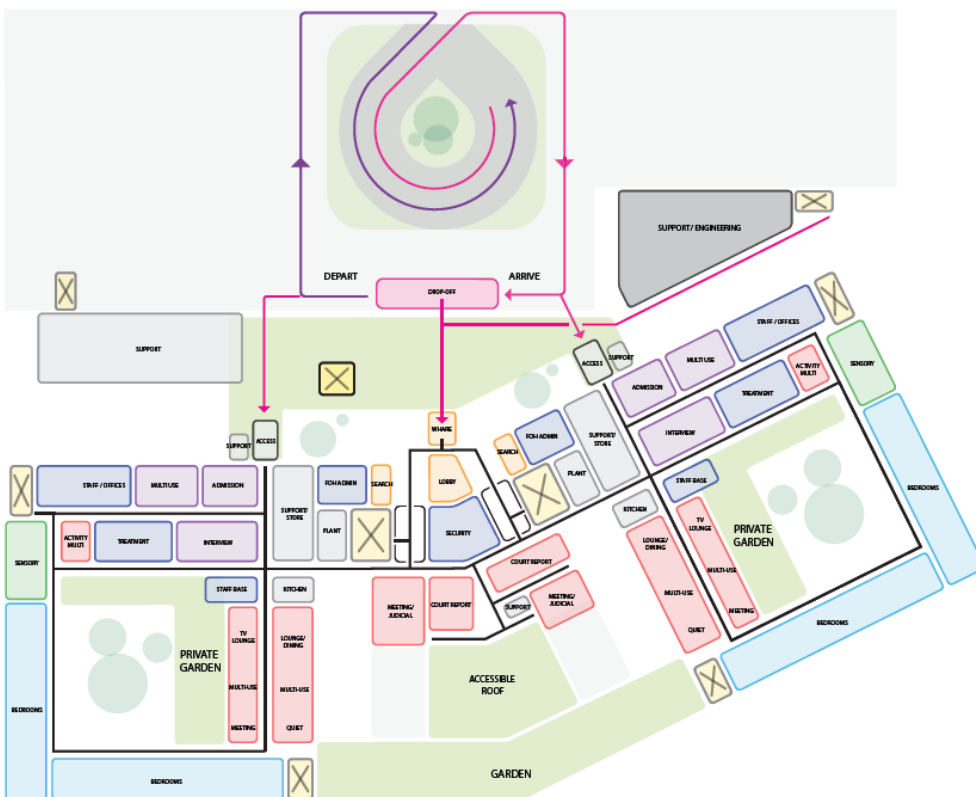 SUPPORT/ ENGINEERING
DEPART
ARRIVE
DROP-OFF
STAFF / OFFICES
SUPPORT
SUPPORT
ACCESS
MULTI USE
ACTIVITY
MULTI
SENSORY
ADMISSION
TREATMENT
WHARE
FOH ADMIN
SUPPORT/
STORE
INTERVIEW
SUPPORT
ACCESS
SEARCH
STAFF / OFFICES
MULTI USE
ADMISSION
FOH ADMIN
SEARCH
LOBBY
PLANT
STAFF BASE
BEDROOMS
SUPPORT/
STORE
KITCHEN
TV
LOUNGE
PRIVATE
GARDEN
ACTIVITY
MULTI
TREATMENT
INTERVIEW
PLANT
SECURITY
LOUNGE/
DINING
SENSORY
COURT REPORT
MULTI-USE
STAFF BASE
KITCHEN
MEETING/
JUDICIAL
COURT REPORT
SUPPORT
MEETING/
JUDICIAL
MULTI-USE
MEETING
QUIET
BEDROOMS
TV
LOUNGE
LOUNGE/
DINING
PRIVATE
GARDEN
ACCESSIBLE
ROOF
BEDROOMS
MULTI-USE
MULTI-USE
MEETING
QUIET
GARDEN
BEDROOMS